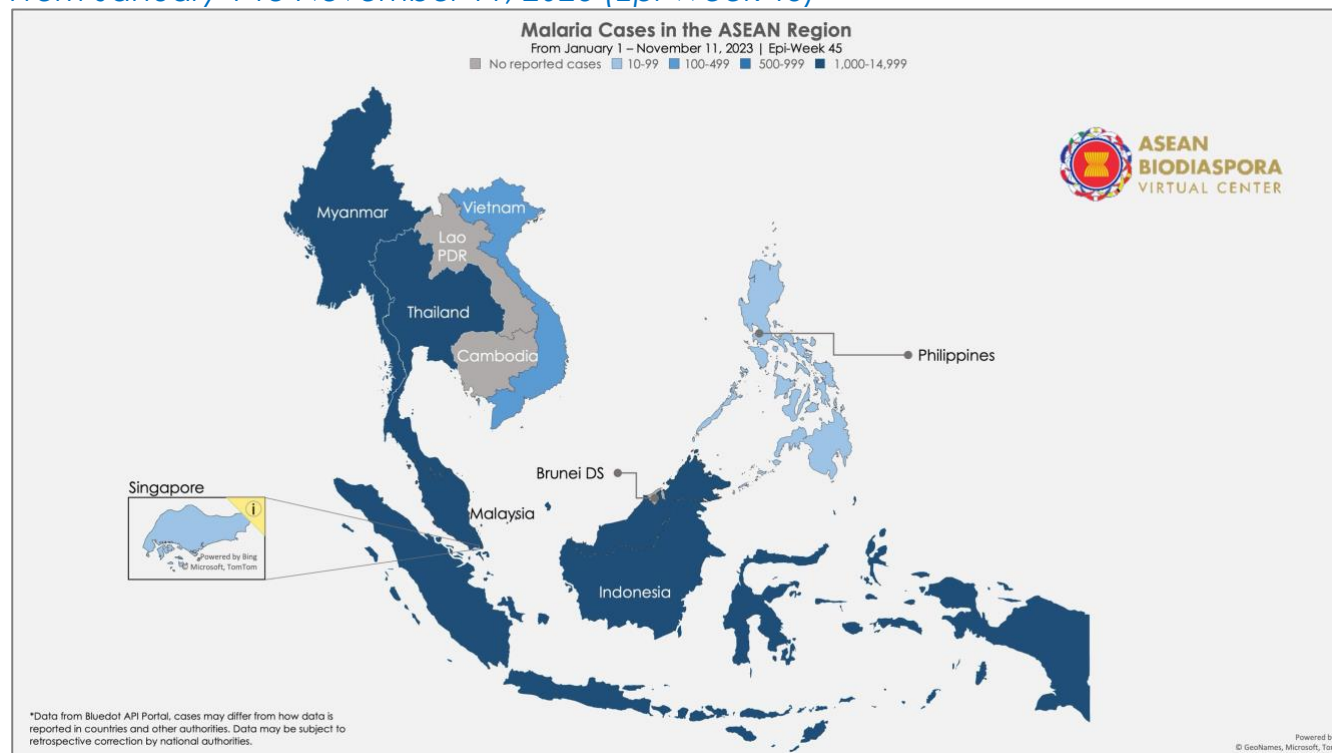 Malaria Cases in the ASEAN Region
From January 1 – November 11, 2023 | Epi-Week 45
No reported cases 10-99 100-499 500-999 1,000-14,999
ASEAN
BIODIASPORA
VIRTUAL CENTER
Myanmar
Vietnam
Lao
PDR
Thailand
Cambodia
Philippines
Brunei DS
Singapore
i
Malaysia
Powered by Bing
© Microsoft, TomTom
Indonesia
*Data from Bluedot API Portal, cases may differ from how data is
reported in countries and other authorities. Data may be subject to
retrospective correction by national authorities.
Powered b
© GeoNames, Microsoft, To